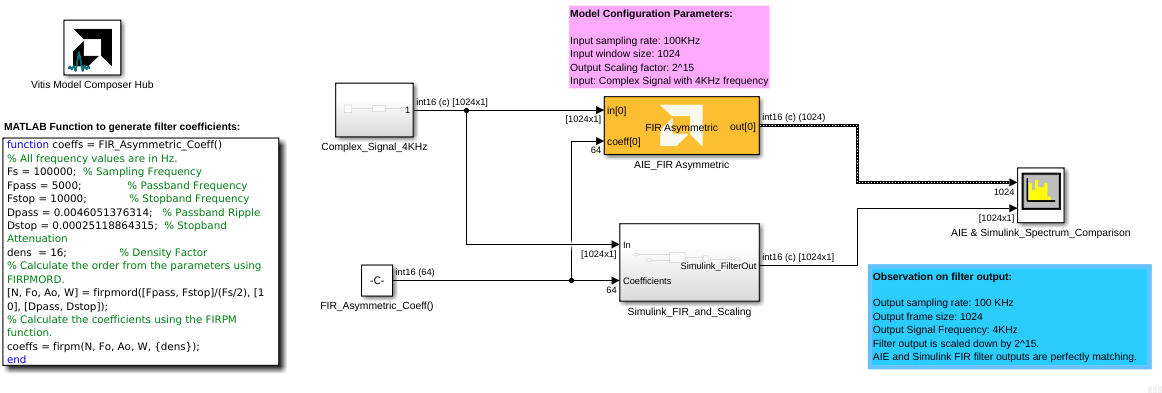 Vitis Model Composer Hub
MATLAB Function to generate filter coefficients:
function coeffs = FIR_Asymmetric_Coeff()
% All frequency values are in Hz.
Fs = 100000;  % Sampling Frequency
Fpass = 5000;  % Passband Frequency
Fstop = 10000;  % Stopband Frequency
Dpass = 0.0046051376314;  % Passband Ripple
Dstop = 0.00025118864315;  % Stopband
Attenuation
dens  = 16;  % Density Factor
% Calculate the order from the parameters using
FIRPMORD.
[N, Fo, Ao, W] = firpmord([Fpass, Fstop]/(Fs/2), [1
0], [Dpass, Dstop]);
% Calculate the coefficients using the FIRPM
function.
coeffs = firpm(N, Fo, Ao, W, {dens});
end
Model Configuration Parameters:
Input sampling rate: 100KHz
Input window size: 1024
Output Scaling factor: 2^15
Input: Complex Signal with 4KHz frequency
1
Complex_Signal_4KHz
int16 (c) [1024x1]
[1024x1]
64
in[0]
coeff[0]
FIR Asymmetric
out[0]
AIE_FIR Asymmetric
int16 (c) (1024)
-C-
FIR_Asymmetric_Coeff()
int16 (64)
[1024x1]
64
In
Coefficients
Simulink_FilterOut
Simulink_FIR_and_Scaling
int16 (c) [1024x1]
1024
[1024x1]
AIE & Simulink_Spectrum_Comparison
Observation on filter output:
Output sampling rate: 100 KHz
Output frame size: 1024
Output Signal Frequency: 4KHz
Filter output is scaled down by 2^15.
AIE and Simulink FIR filter outputs are perfectly matching.